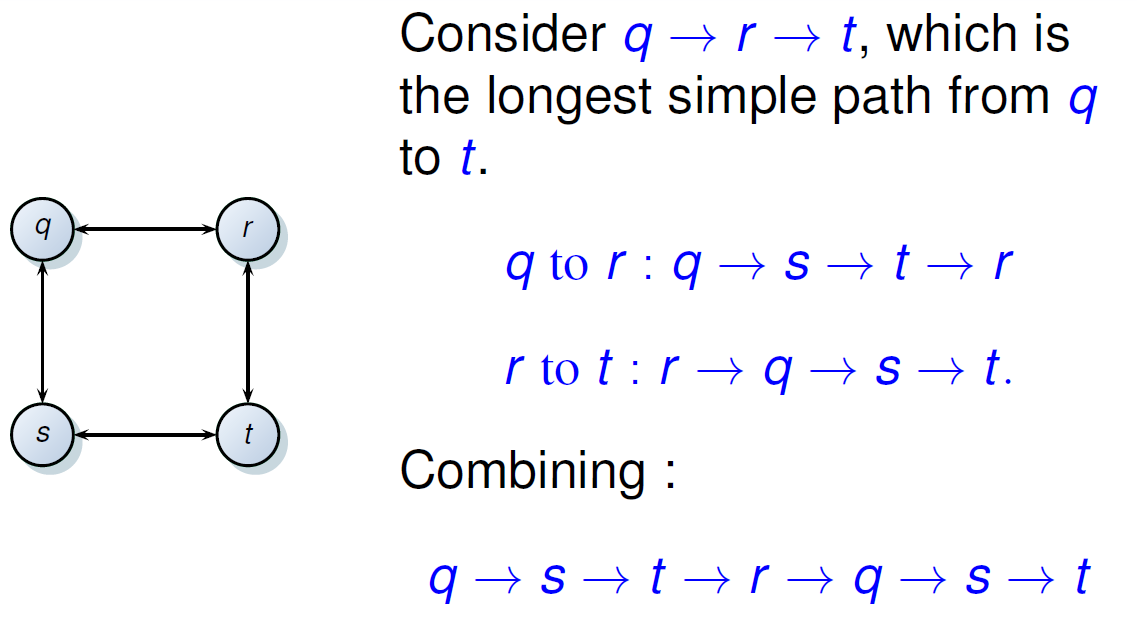 Consider q → r → t, which is
the longest simple path from q
to t.
q r
q to r : q → s → t → r
r to t : r → q → s → t.
s t
Combining :
q → s → t → r → q → s → t